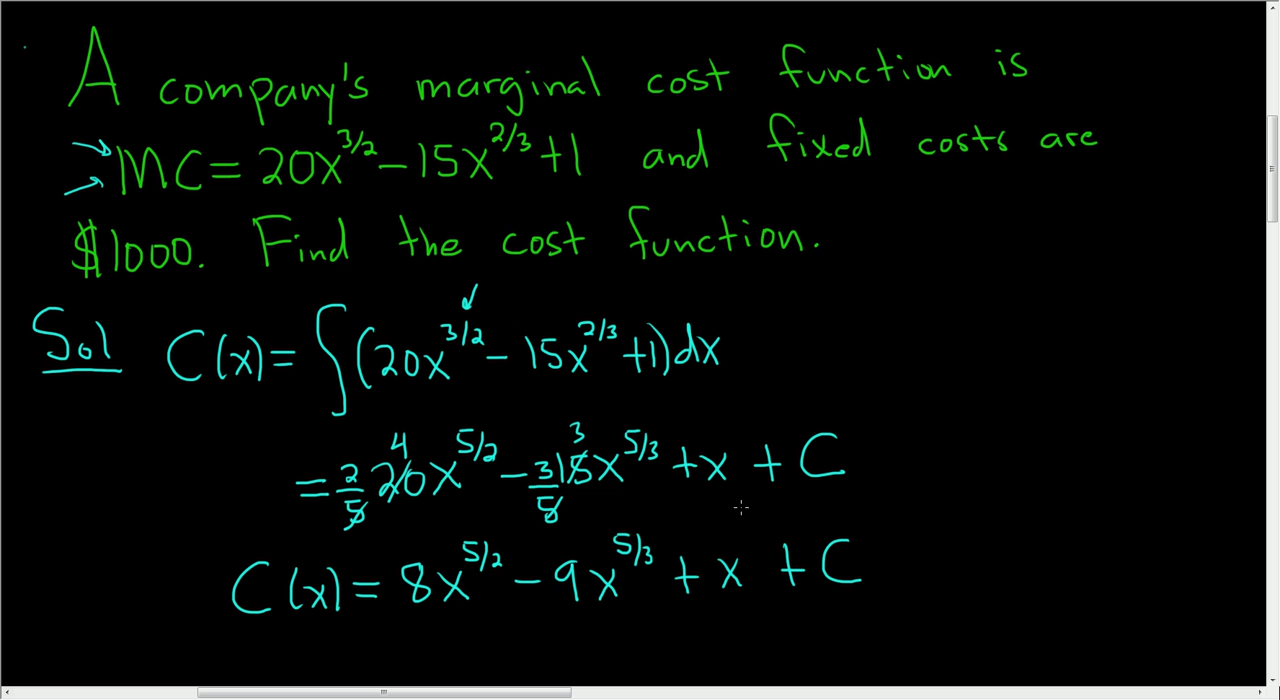 A company's marginal cost function is
MC = 20x^{3/2} - 15x^{2/3} + 1 and fixed costs are
$1000. Find the cost function.
Sol C(x) = ∫(20x^{3/2} - 15x^{2/3} + 1)dx
= 2/5 20x^{5/2} 4 - 3/5 15x^{5/3} 3 + x + C
C(x) = 8x^{5/2} - 9x^{5/3} + x + C